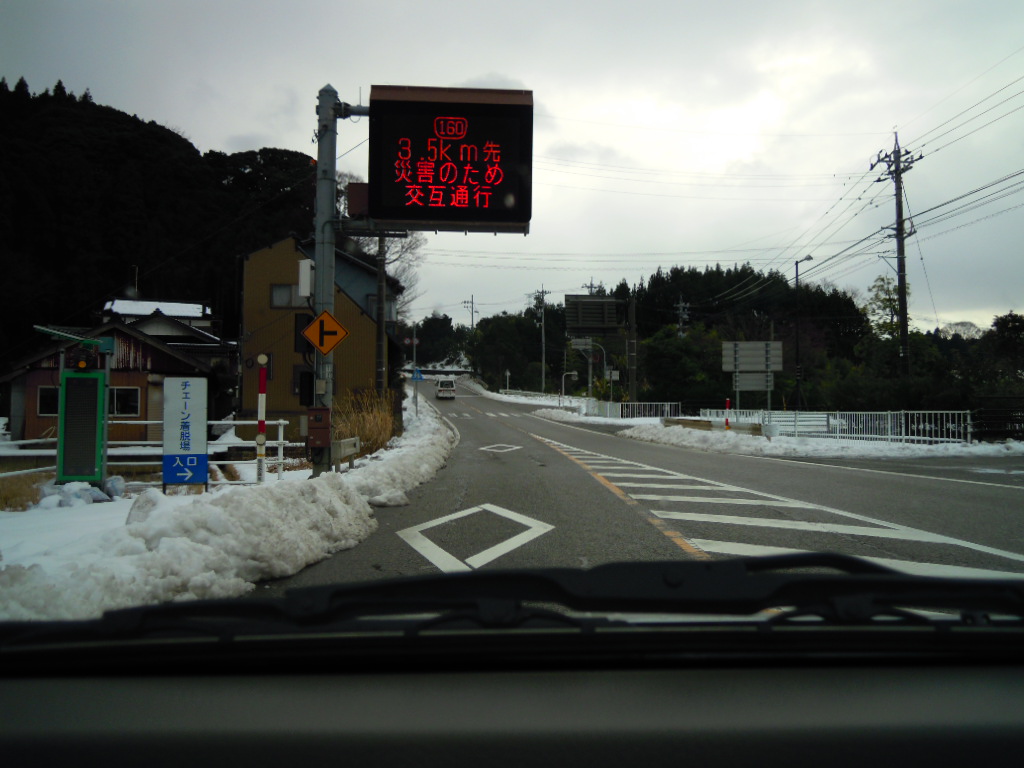 160
3.5km先
災害のため
交互通行
チェーン着脱場
入口